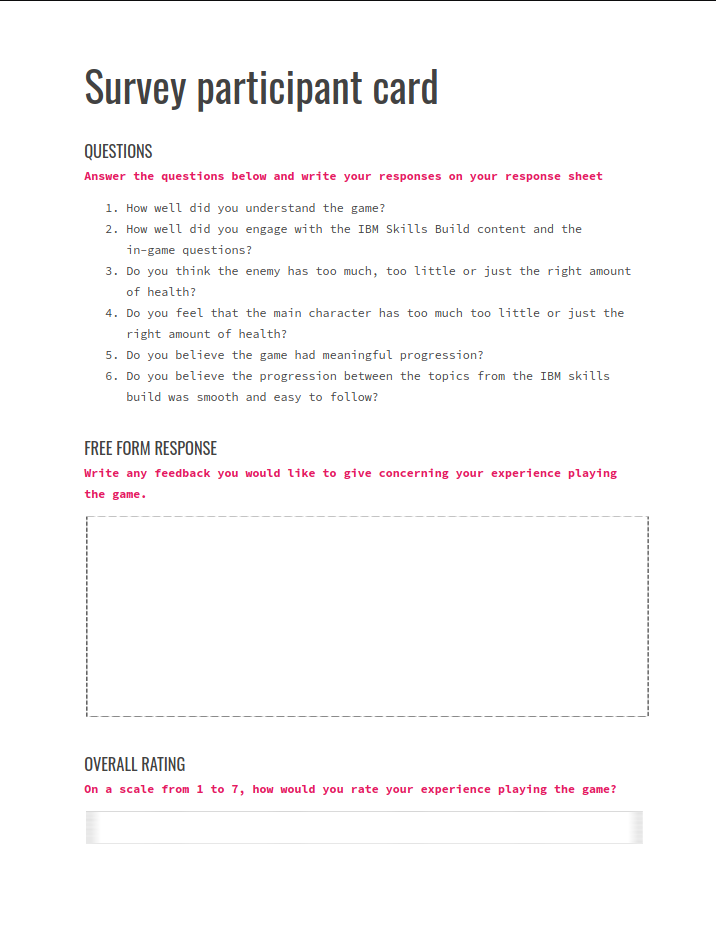 Survey participant card
QUESTIONS
Answer the questions below and write your responses on your response sheet
1. How well did you understand the game?
2. How well did you engage with the IBM Skills Build content and the
in-game questions?
3. Do you think the enemy has too much, too little or just the right amount
of health?
4. Do you feel that the main character has too much too little or just the
right amount of health?
5. Do you believe the game had meaningful progression?
6. Do you believe the progression between the topics from the IBM skills
build was smooth and easy to follow?
FREE FORM RESPONSE
Write any feedback you would like to give concerning your experience playing
the game.
OVERALL RATING
On a scale from 1 to 7, how would you rate your experience playing the game?